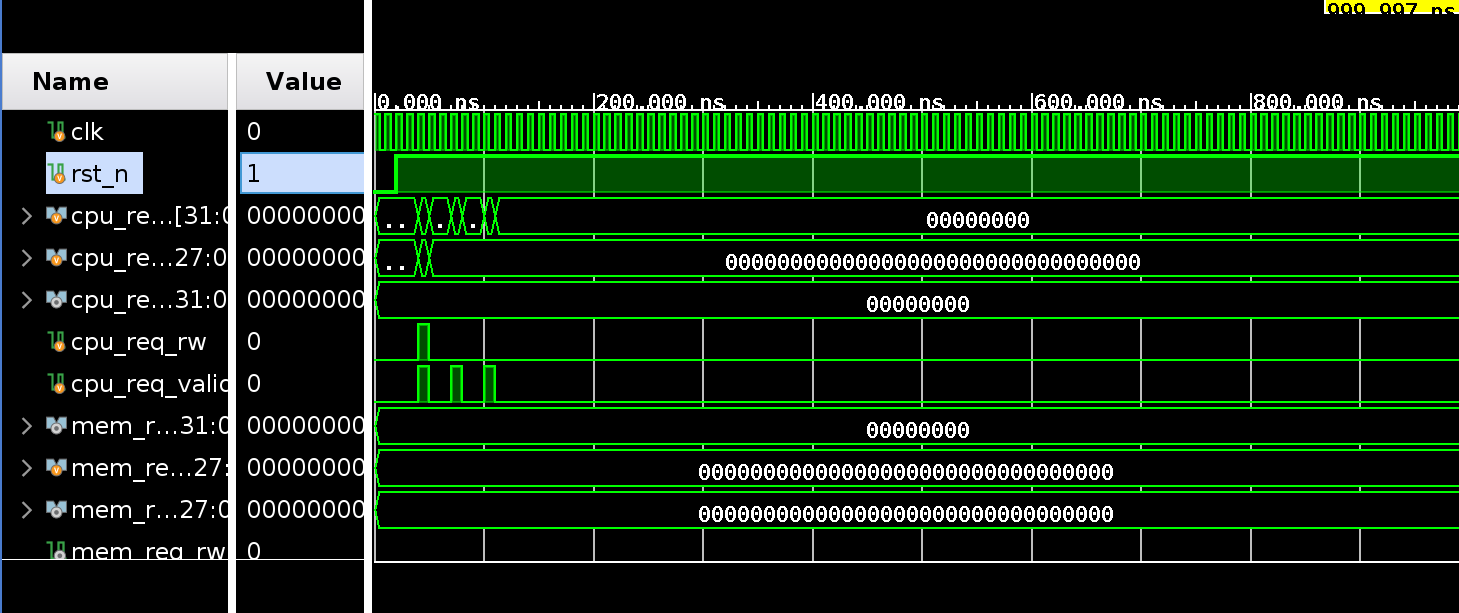 999.997 ns
Name Value
0.000 ns 200.000 ns 400.000 ns 600.000 ns 800.000 ns
clk 0
rst_n 1
cpu_re…[31:0 00000000 .. . . 00000000
cpu_re…27:0 00000000 .. 00000000000000000000000000000000
cpu_re…31:0 00000000 00000000
cpu_req_rw 0
cpu_req_valid 0
mem_r…31:0 00000000 00000000
mem_re…27: 00000000 00000000000000000000000000000000
mem_r…27:0 00000000 00000000000000000000000000000000
mem_req_rw 0